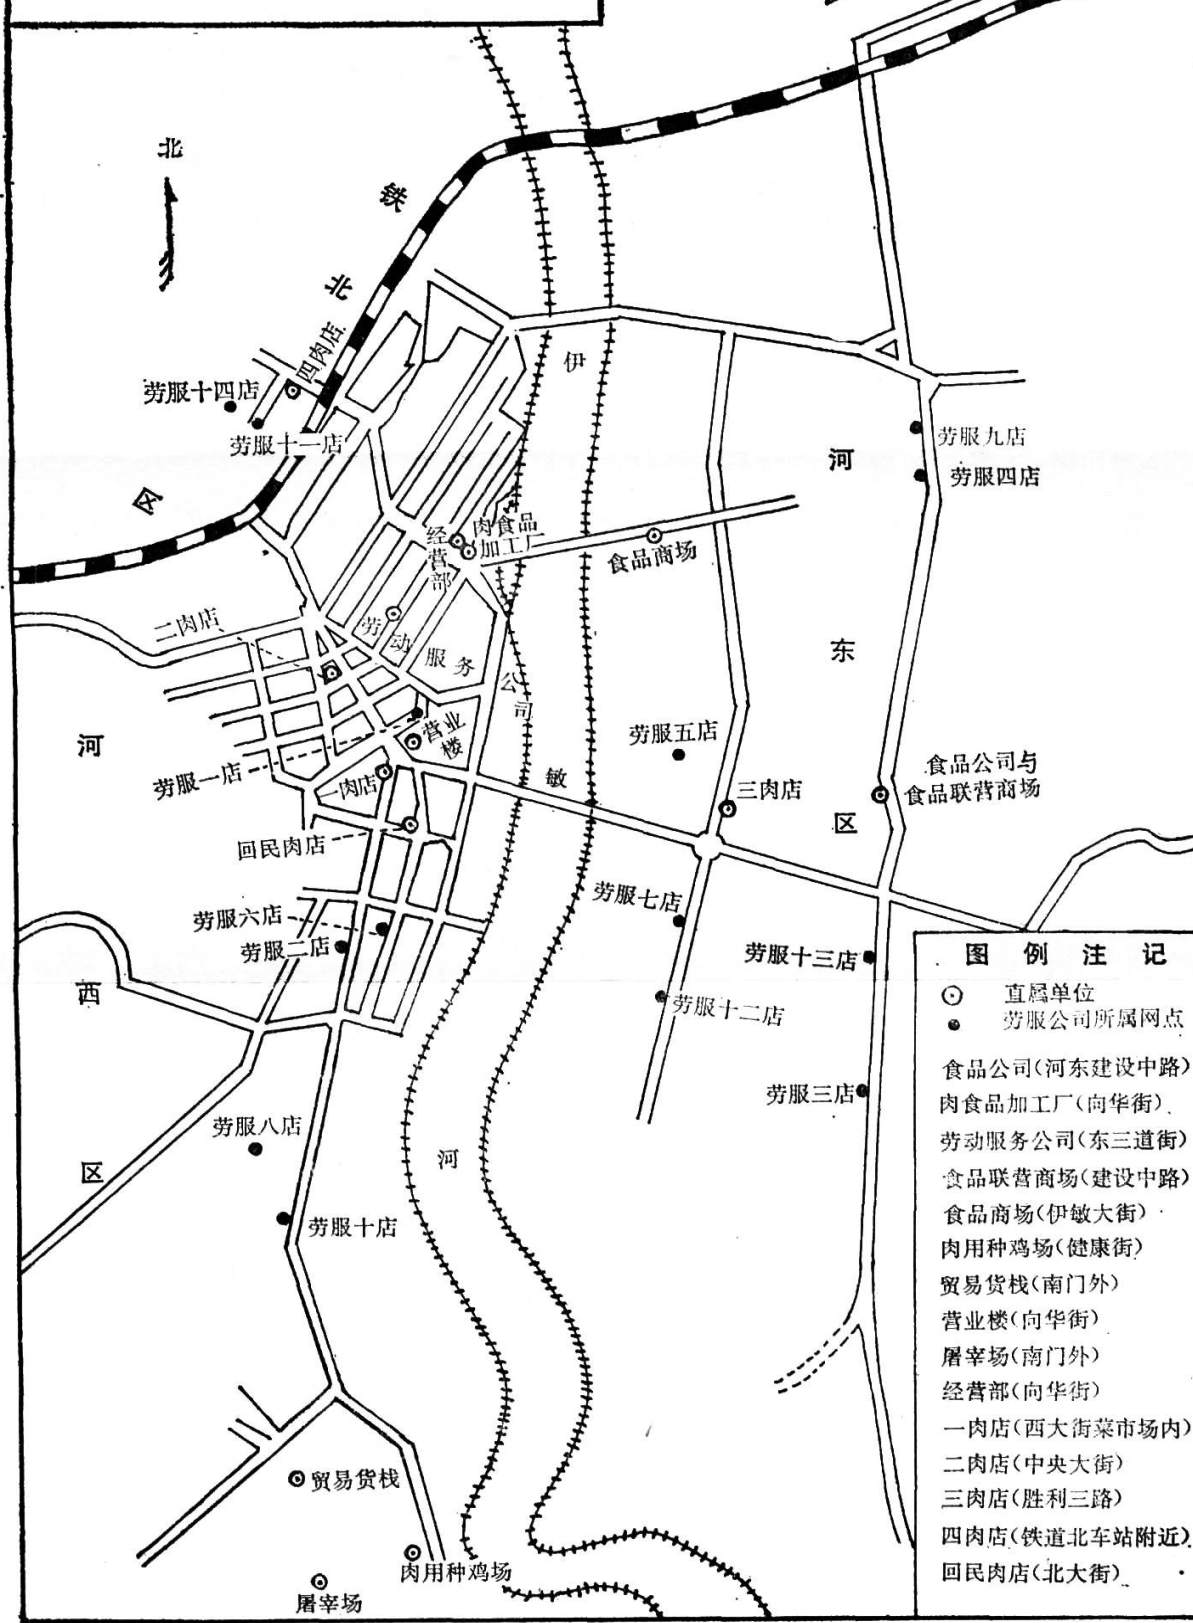 北
铁
北
区
四肉店
劳服十四店
劳服十一店
伊
河
劳服九店
劳服四店
经营部
肉食品
加工厂
食品商场
二肉店
劳动服务公司
东
河
营业楼
劳服五店
敏
食品公司与
食品联营商场
劳服一店
一肉店
三肉店
区
回民肉店
劳服六店
劳服七店
劳服二店
劳服十三店
西
劳服十二店
劳服三店
劳服八店
河
区
劳服十店
贸易货栈
肉用种鸡场
屠宰场
图例注记
直属单位
劳服公司所属网点
食品公司(河东建设中路)
肉食品加工厂(向华街)
劳动服务公司(东三道街)
食品联营商场(建设中路)
食品商场(伊敏大街)
肉用种鸡场(健康街)
贸易货栈(南门外)
营业楼(向华街)
屠宰场(南门外)
经营部(向华街)
一肉店(西大街菜市场内)
二肉店(中央大街)
三肉店(胜利三路)
四肉店(铁道北车站附近)
回民肉店(北大街)